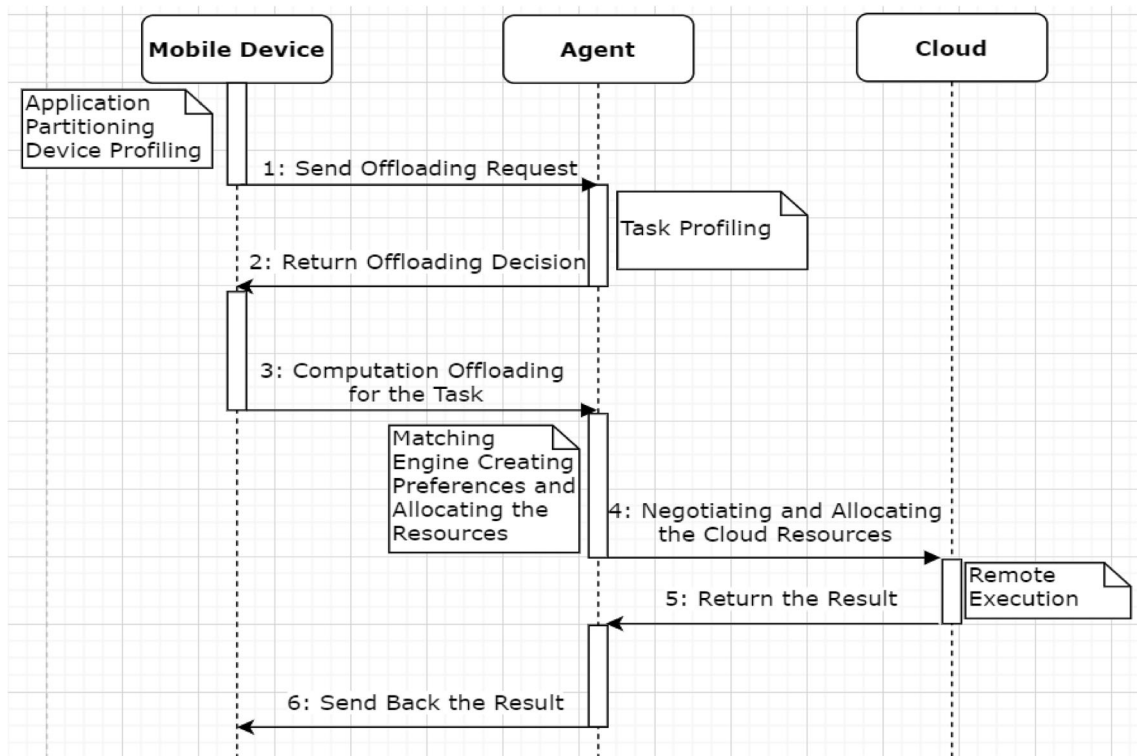 Mobile Device
Agent
Cloud
Application
Partitioning
Device Profiling
1: Send Offloading Request
Task Profiling
2: Return Offloading Decision
3: Computation Offloading
for the Task
Matching
Engine Creating
Preferences and
Allocating the
Resources
4: Negotiating and Allocating
the Cloud Resources
Remote
Execution
5: Return the Result
6: Send Back the Result